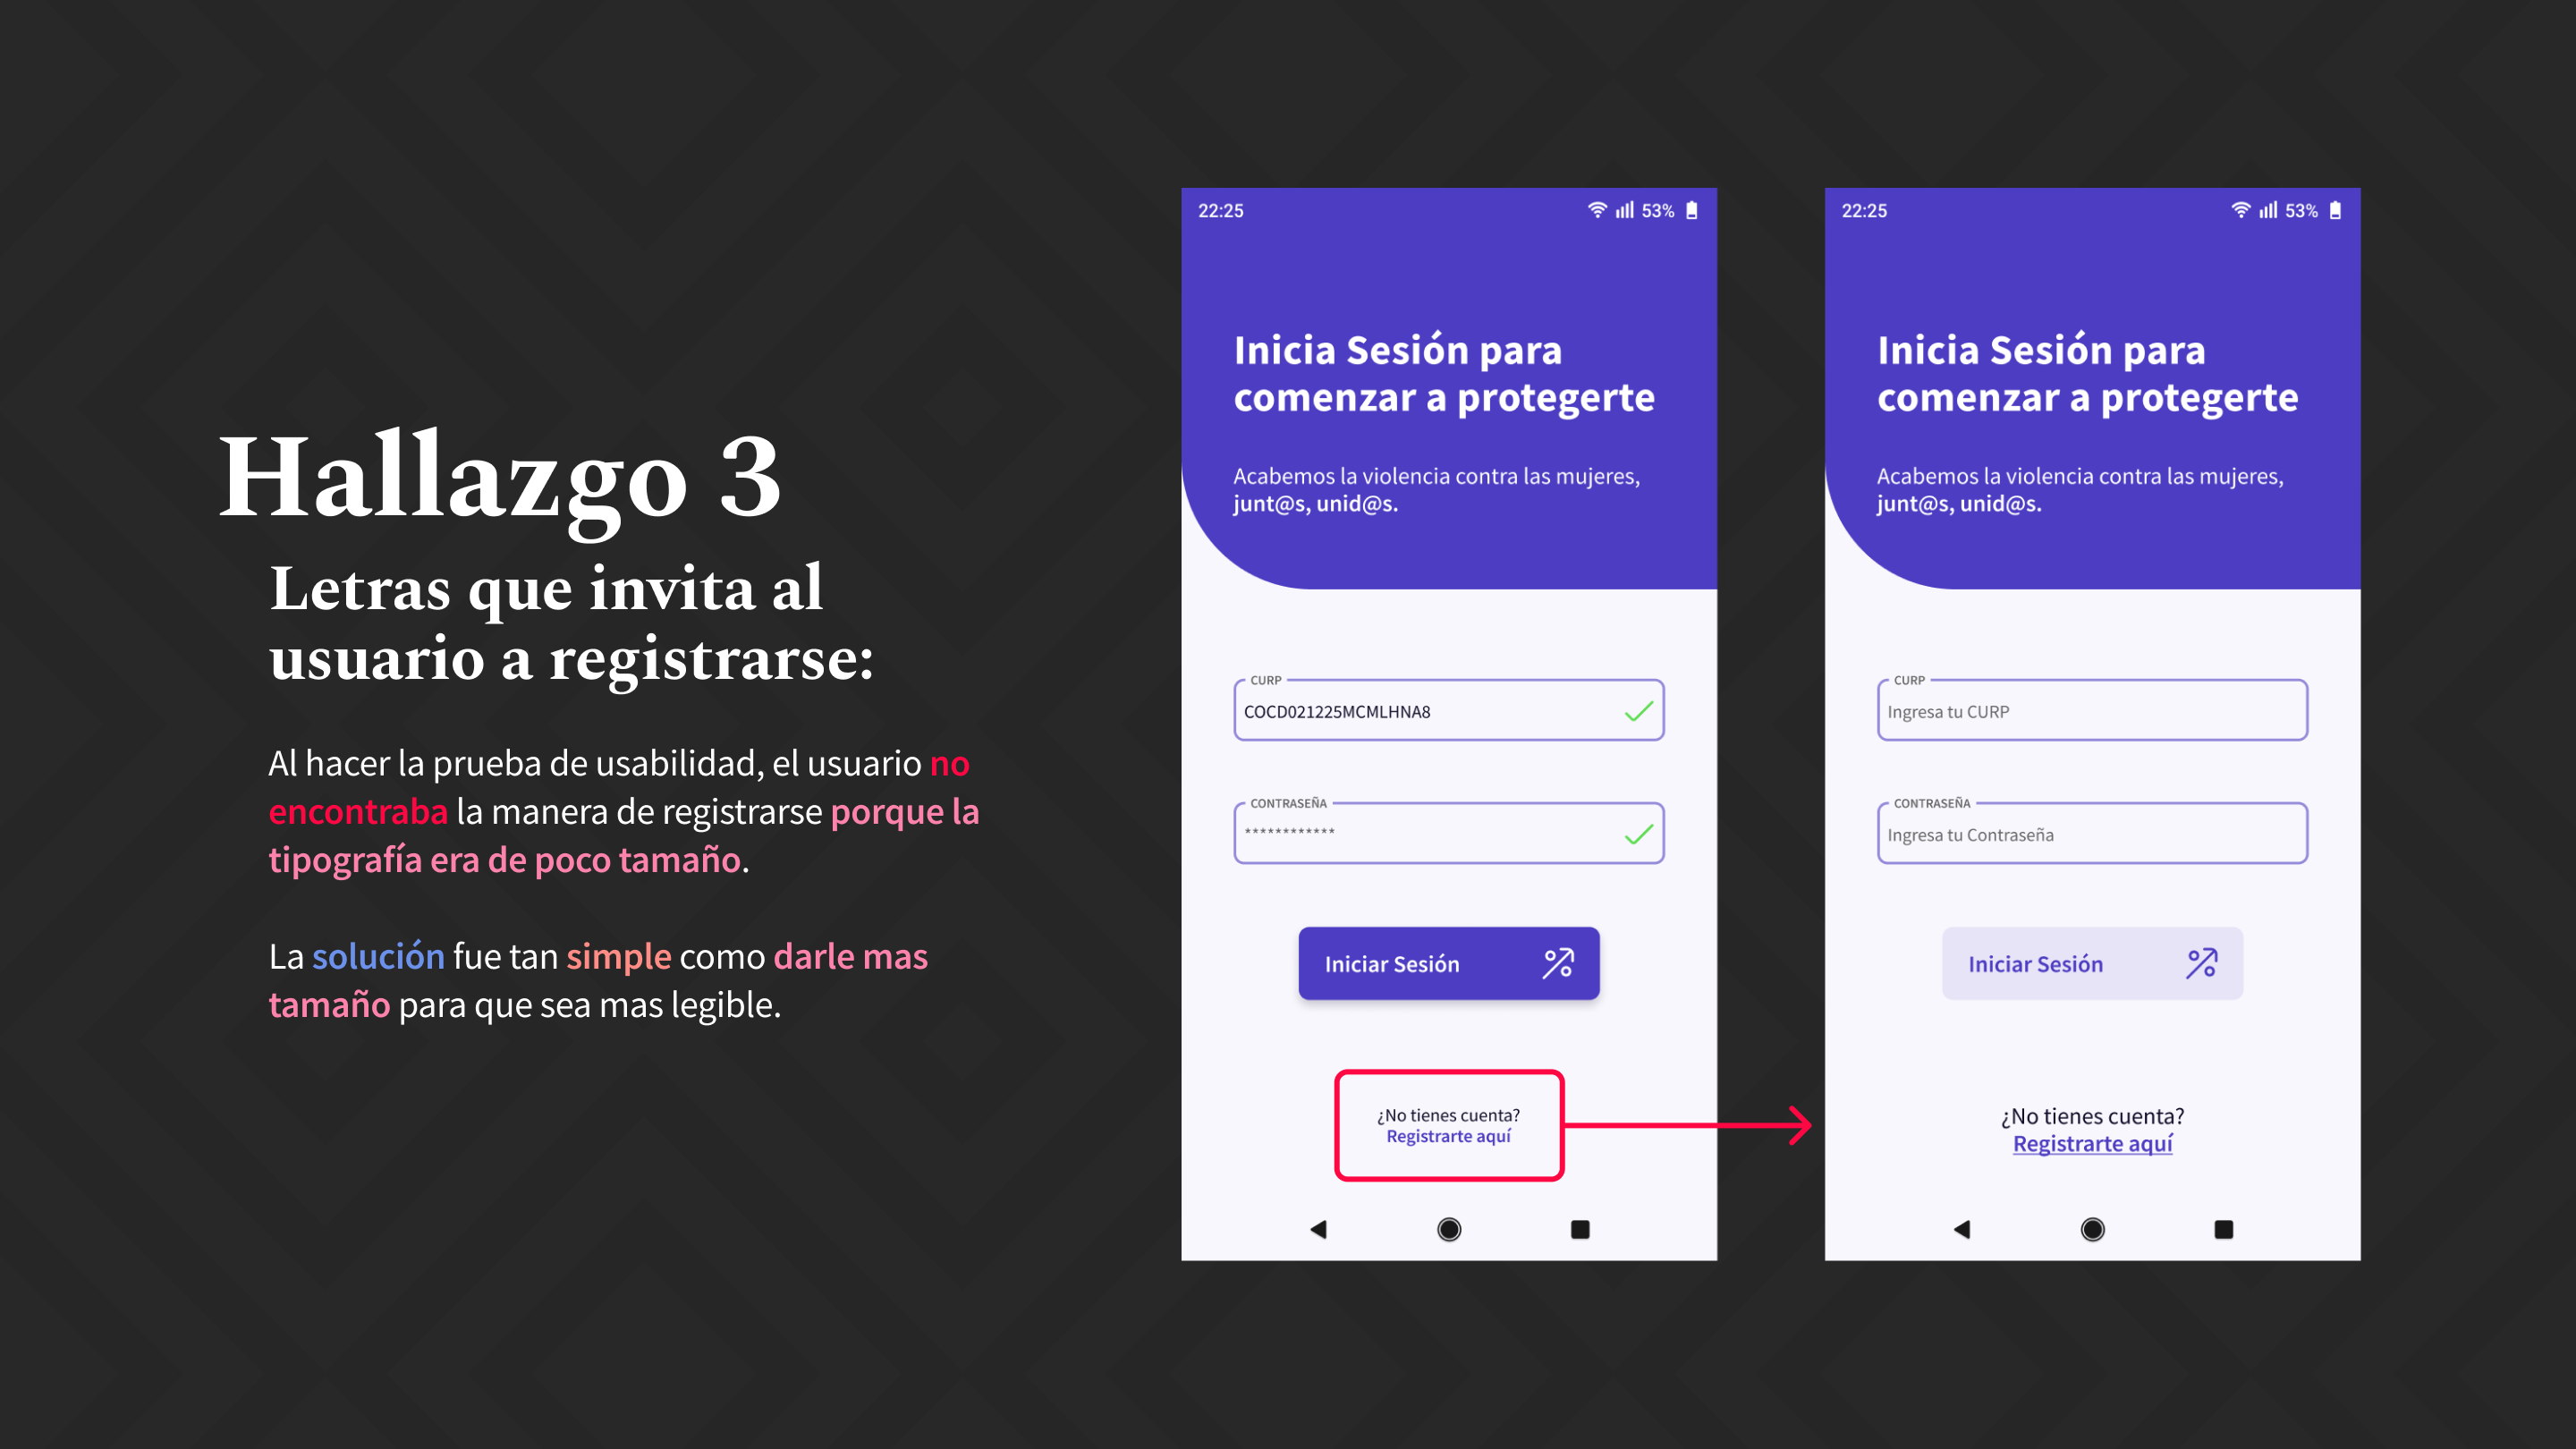 Hallazgo 3
Letras que invita al
usuario a registrarse:
Al hacer la prueba de usabilidad, el usuario no
encontraba la manera de registrarse porque la
tipografía era de poco tamaño.
La solución fue tan simple como darle mas
tamaño para que sea mas legible.
22:25
53%
Inicia Sesión para
comenzar a protegerte
Acabemos la violencia contra las mujeres,
junt@s, unid@s.
CURP
COCD021225MCMLHNA8
CONTRASEÑA
************
Iniciar Sesión
¿No tienes cuenta?
Registrarte aquí
22:25
53%
Inicia Sesión para
comenzar a protegerte
Acabemos la violencia contra las mujeres,
junt@s, unid@s.
CURP
Ingresa tu CURP
CONTRASEÑA
Ingresa tu Contraseña
Iniciar Sesión
¿No tienes cuenta?
Registrarte aquí